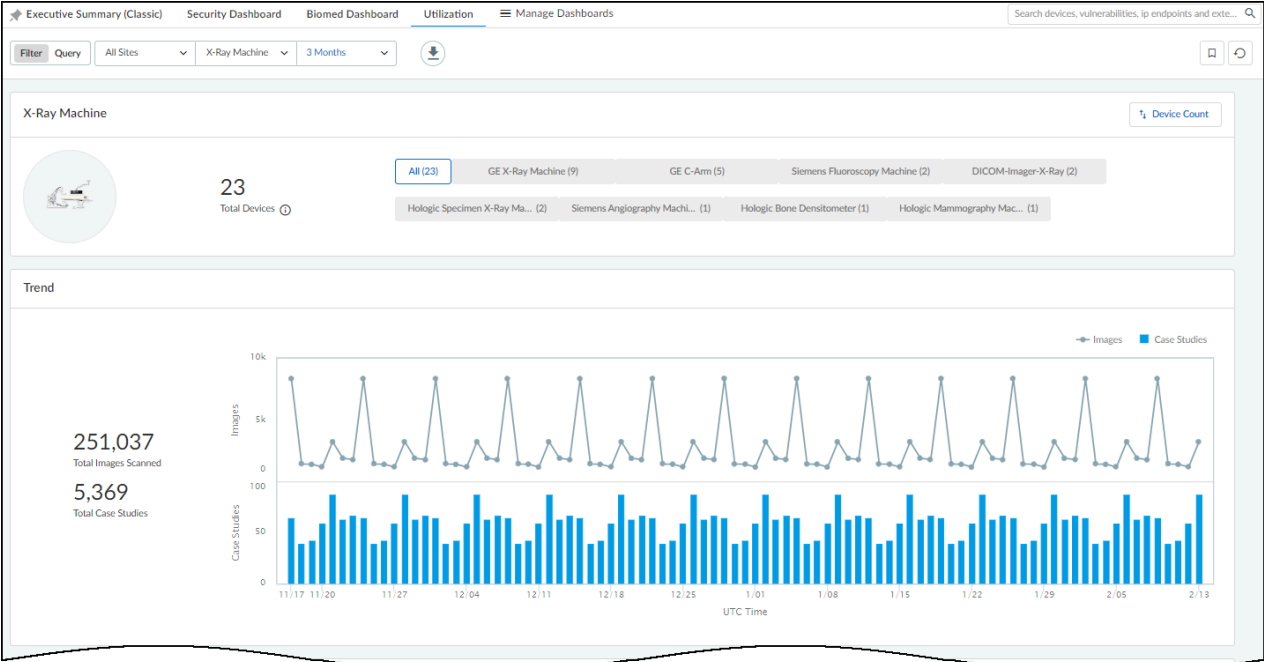 Executive Summary (Classic) Security Dashboard Biomed Dashboard Utilization Manage Dashboards Search devices, vulnerabilities, ip endpoints and exte...
Filter Query All Sites X-Ray Machine 3 Months
X-Ray Machine Device Count
All (23) GE X-Ray Machine (9) GE C-Arm (5) Siemens Fluoroscopy Machine (2) DICOM-Imager-X-Ray (2)
23
Total Devices
Hologic Specimen X-Ray Ma... (2) Siemens Angiography Machi... (1) Hologic Bone Densitometer (1) Hologic Mammography Mac... (1)
Trend
Images Case Studies
10k
Images
5k
0
251,037
Total Images Scanned
5,369
Total Case Studies
100
Case Studies
50
0
11/17 11/20 11/27 12/04 12/11 12/18 12/25 1/01 1/08 1/15 1/22 1/29 2/05 2/13
UTC Time